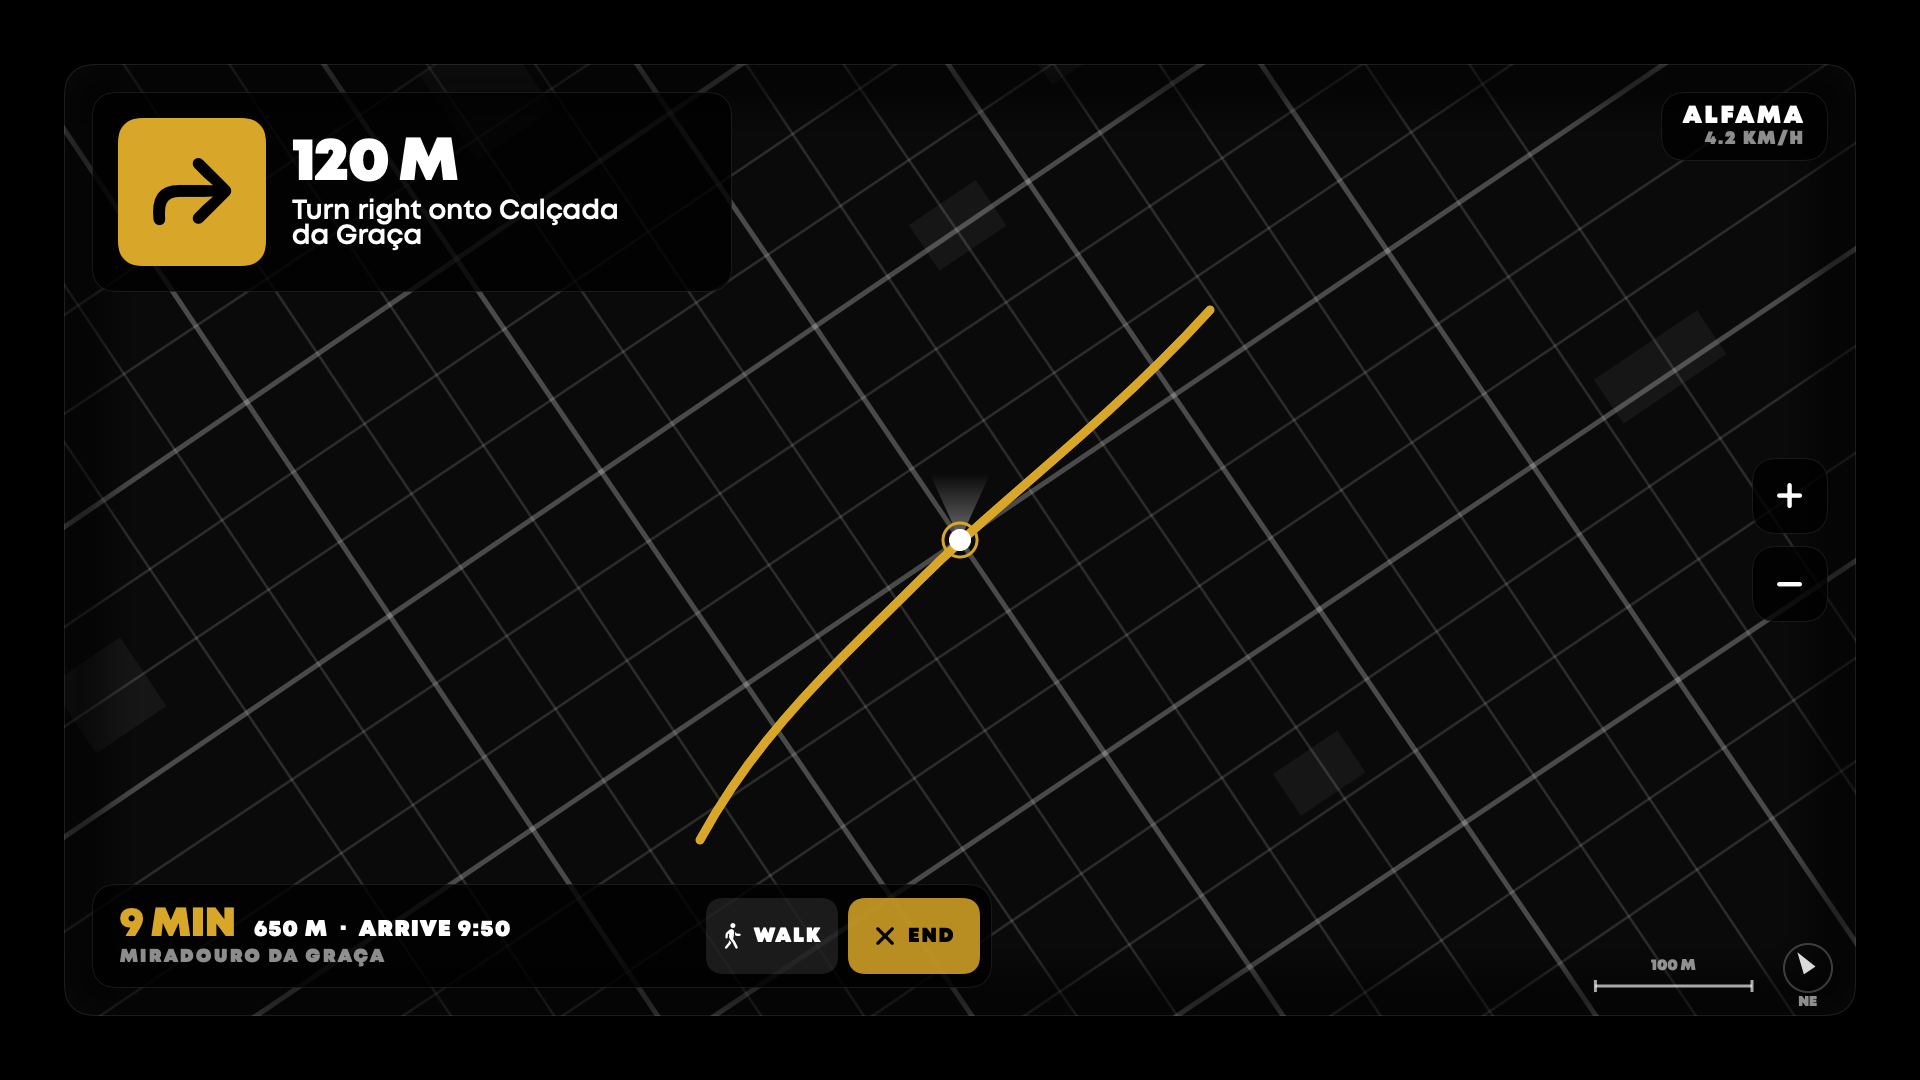 120 M
Turn right onto Calçada
da Graça
ALFAMA
4.2 KM/H
9 MIN 650 M · ARRIVE 9:50
MIRADOURO DA GRAÇA
WALK
END
100 M
NE